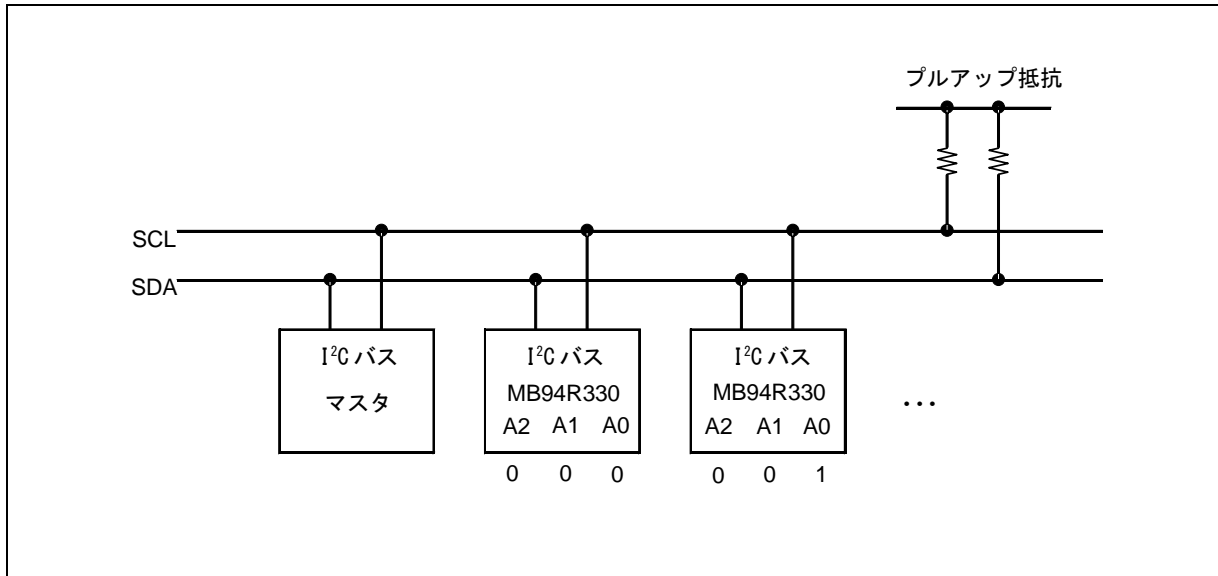 プルアップ抵抗
SCL
SDA
I²C バス
マスタ
I²C バス
MB94R330
A2 A1 A0
0 0 0
I²C バス
MB94R330
A2 A1 A0
0 0 1
...